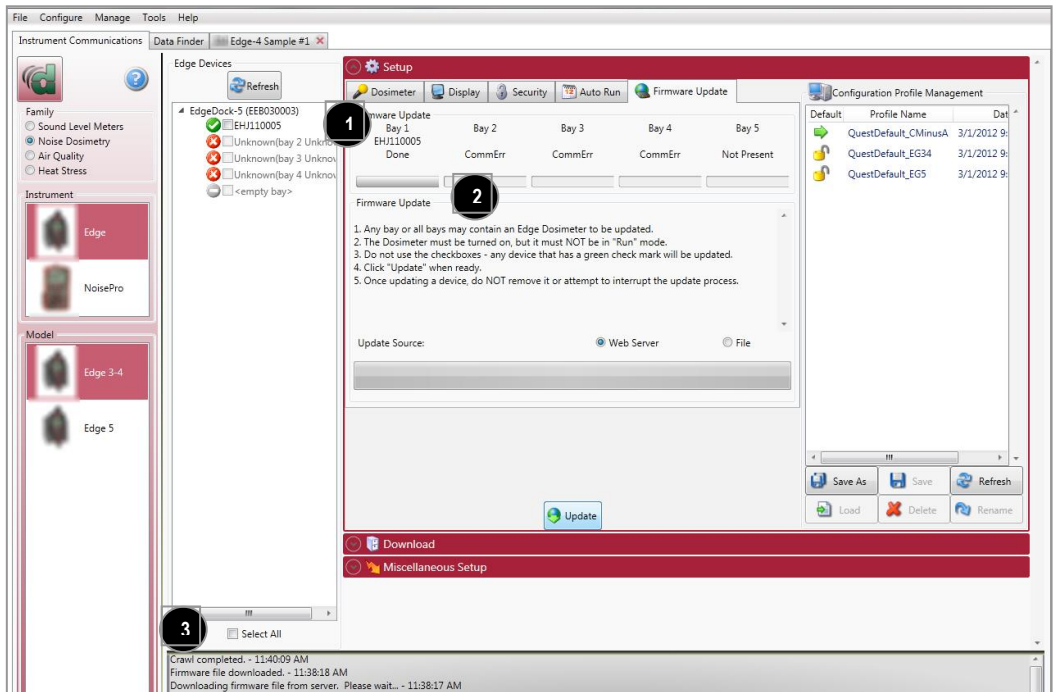 File Configure Manage Tools Help
Instrument Communications Data Finder Edge-4 Sample #1
Family
Sound Level Meters
Noise Dosimetry
Air Quality
Heat Stress
Instrument
Edge
NoisePro
Model
Edge 3-4
Edge 5
Edge Devices
Refresh
EdgeDock-5 (EEB030003)
EHJ110005
Unknown(bay 2
Unknown(bay 3
Unknown(bay 4
<empty bay>
Select All
1
2
3
Setup
Dosimeter Display Security 12 Auto Run Firmware Update
Update
Bay 1 Bay 2 Bay 3 Bay 4 Bay 5
EHJ110005
Done CommErr CommErr CommErr Not Present
Firmware Update
1. Any bay or all bays may contain an Edge Dosimeter to be updated.
2. The Dosimeter must be turned on, but it must NOT be in "Run" mode.
3. Do not use the checkboxes - any device that has a green check mark will be updated.
4. Click "Update" when ready.
5. Once updating a device, do NOT remove it or attempt to interrupt the update process.
Update Source: Web Server File
Update
Download
Miscellaneous Setup
Configuration Profile Management
Default Profile Name Dat
QuestDefault_CMinusA 3/1/2012 9:
QuestDefault_EG34 3/1/2012 9:
QuestDefault_EG5 3/1/2012 9:
Save As Save Refresh
Load Delete Rename
Crawl completed. - 11:40:09 AM
Firmware file downloaded. - 11:38:18 AM
Downloading firmware file from server. Please wait... - 11:38:17 AM